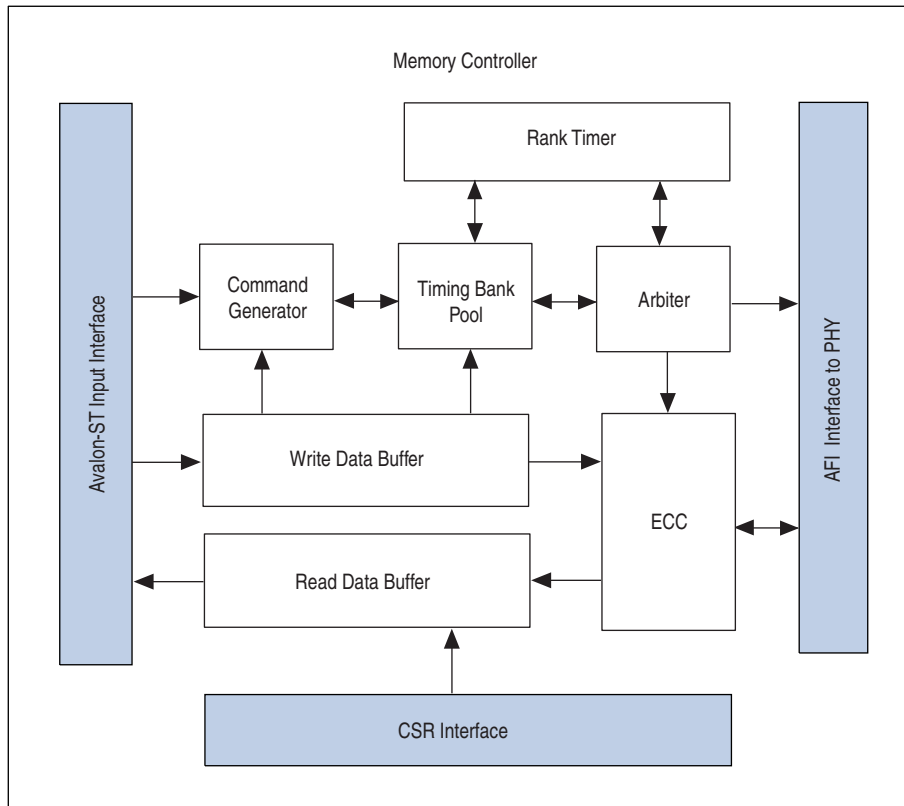 Memory Controller
Rank Timer
Command
Generator
Timing Bank
Pool
Arbiter
Avalon-ST Input Interface
AFI Interface to PHY
Write Data Buffer
ECC
Read Data Buffer
CSR Interface